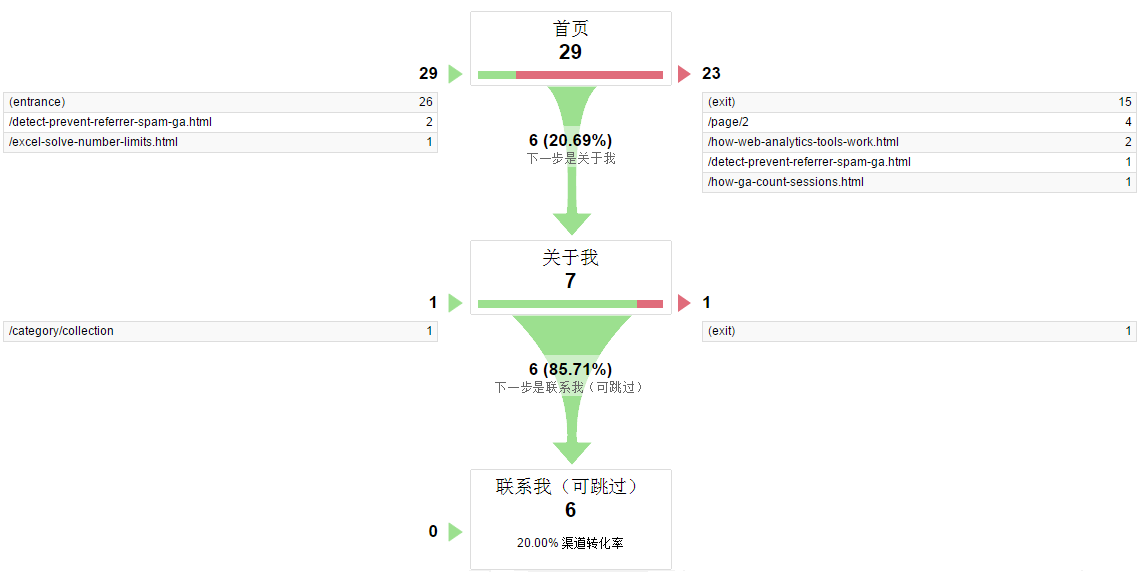 首页
29
29
23
(entrance) 26
/detect-prevent-referrer-spam-ga.html 2
/excel-solve-number-limits.html 1
(exit) 15
/page/2 4
/how-web-analytics-tools-work.html 2
/detect-prevent-referrer-spam-ga.html 1
/how-ga-count-sessions.html 1
6 (20.69%)
下一步是关于我
关于我
7
1
1
/category/collection 1
(exit) 1
6 (85.71%)
下一步是联系我（可跳过）
联系我（可跳过）
6
0
20.00% 渠道转化率